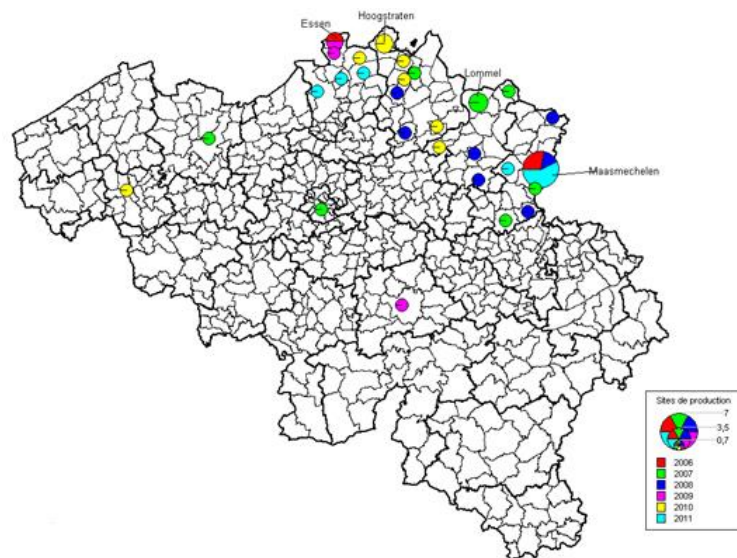 Hoogstraten
Essen
Lommel
Maasmechelen
Sites de production
7
3,5
0,7
2006
2007
2008
2009
2010
2011